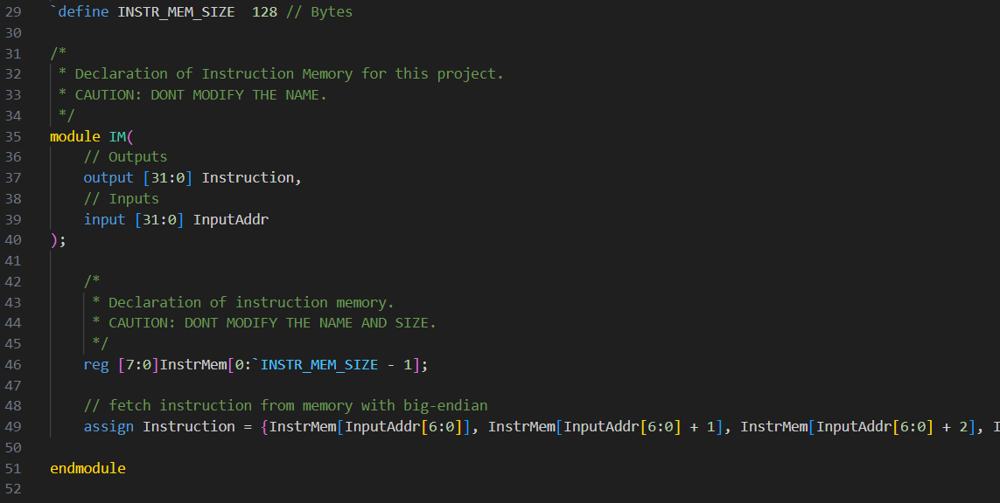 29 `define INSTR_MEM_SIZE  128 // Bytes
30
31 /*
32  * Declaration of Instruction Memory for this project.
33  * CAUTION: DONT MODIFY THE NAME.
34  */
35 module IM(
36     // Outputs
37     output [31:0] Instruction,
38     // Inputs
39     input [31:0] InputAddr
40 );
41
42     /*
43      * Declaration of instruction memory.
44      * CAUTION: DONT MODIFY THE NAME AND SIZE.
45      */
46     reg [7:0]InstrMem[0:`INSTR_MEM_SIZE - 1];
47
48     // fetch instruction from memory with big-endian
49     assign Instruction = {InstrMem[InputAddr[6:0]], InstrMem[InputAddr[6:0] + 1], InstrMem[InputAddr[6:0] + 2], I
50
51 endmodule
52